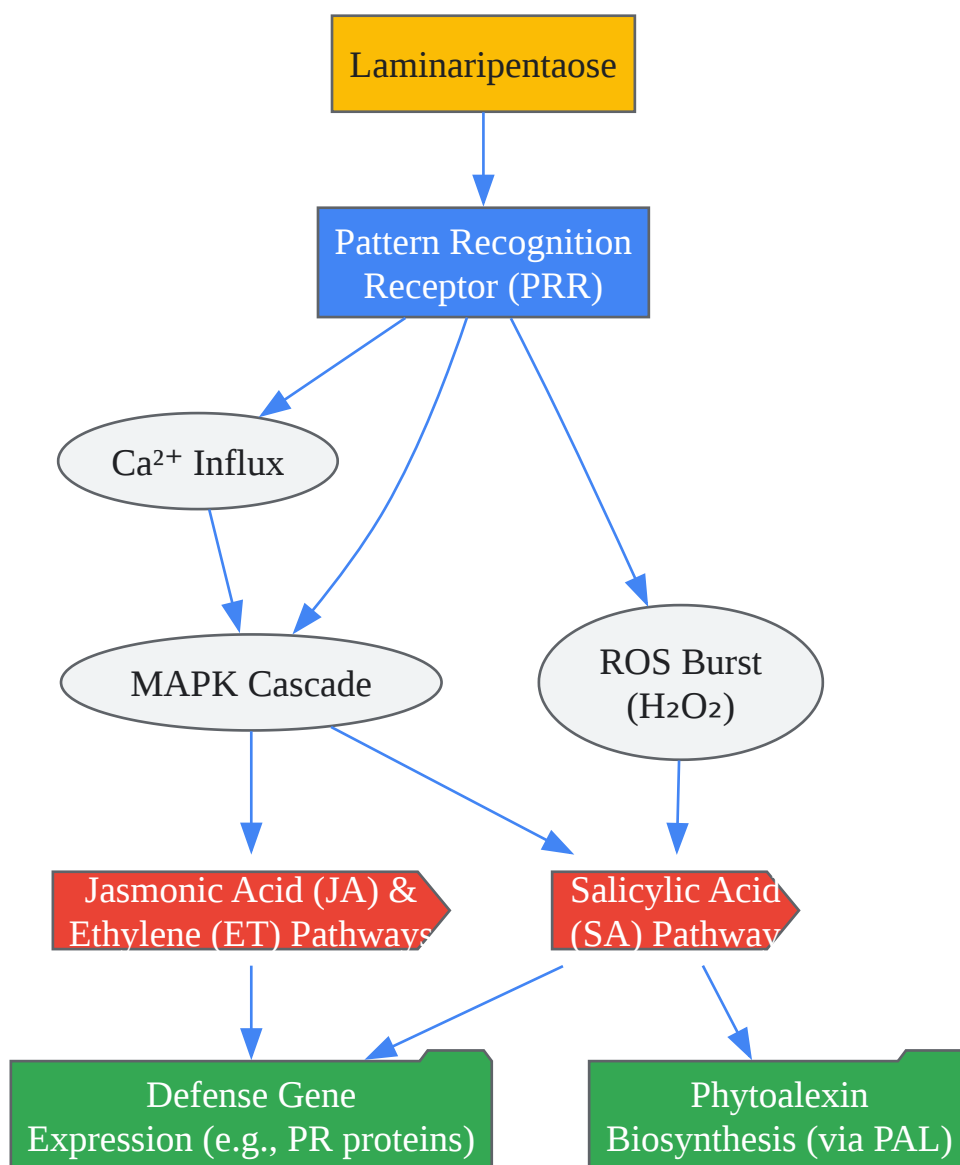 Laminaripentaose
Pattern Recognition
Receptor (PRR)
Ca²⁺ Influx
MAPK Cascade
ROS Burst
(H₂O₂)
Jasmonic Acid (JA) &
Ethylene (ET) Pathways
Salicylic Acid
(SA) Pathway
Defense Gene
Expression (e.g., PR proteins)
Phytoalexin
Biosynthesis (via PAL)